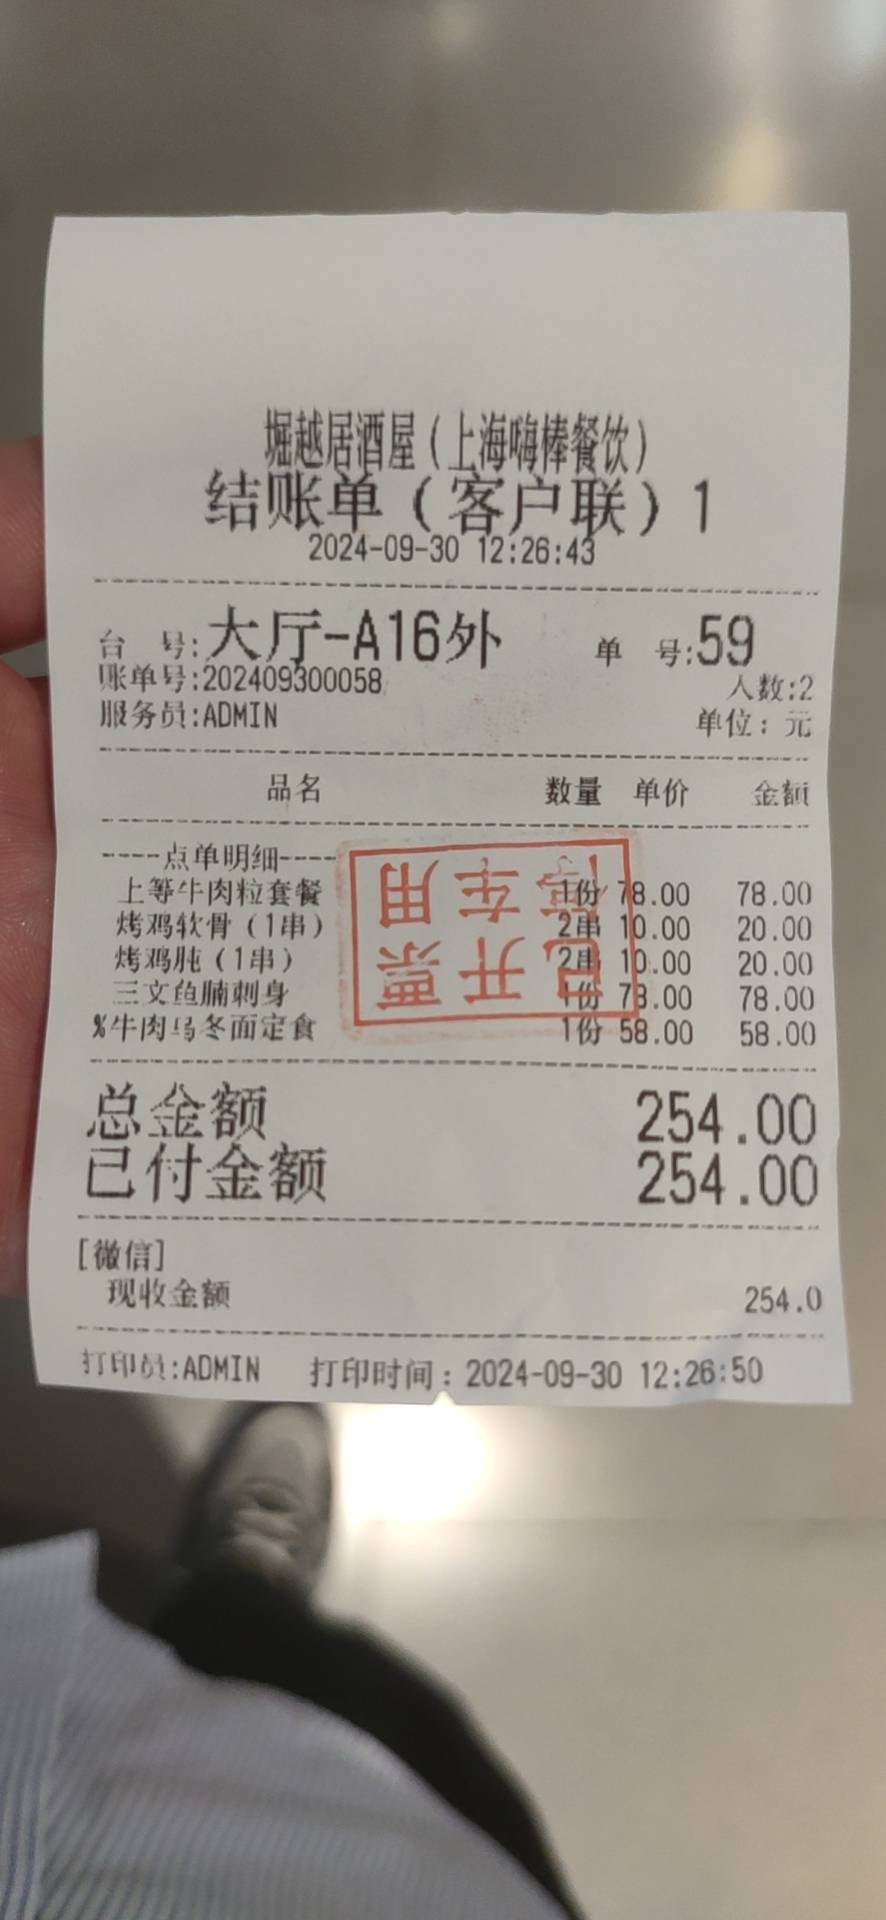 堀越居酒屋(上海嗨棒餐饮)
结账单(客户联)1
2024-09-30 12:26:43
台 号:大厅-A16外 单 号:59
账单号:202409300058 人数:2
服务员:ADMIN 单位: 元
品名 数量 单价 金额
----点单明细----
上等牛肉粒套餐 1份 78.00 78.00
烤鸡软骨(1串) 2串 10.00 20.00
烤鸡肫(1串) 2串 10.00 20.00
三文鱼腩刺身 1份 78.00 78.00
%牛肉乌冬面定食 1份 58.00 58.00
已开票
停车用
总金额 254.00
已付金额 254.00
[微信]
现收金额 254.0
打印员:ADMIN 打印时间: 2024-09-30 12:26:50